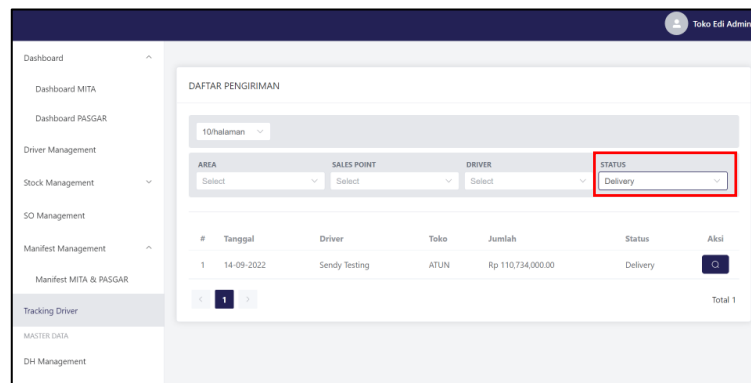 Toko Edi Admin
Dashboard
Dashboard MITA
Dashboard PASGAR
Driver Management
Stock Management
SO Management
Manifest Management
Manifest MITA & PASGAR
Tracking Driver
MASTER DATA
DH Management
DAFTAR PENGIRIMAN
10/halaman
AREA SALES POINT DRIVER STATUS
Select Select Select Delivery
# Tanggal Driver Toko Jumlah Status Aksi
1 14-09-2022 Sendy Testing ATUN Rp 110,734,000.00 Delivery
< 1 > Total 1